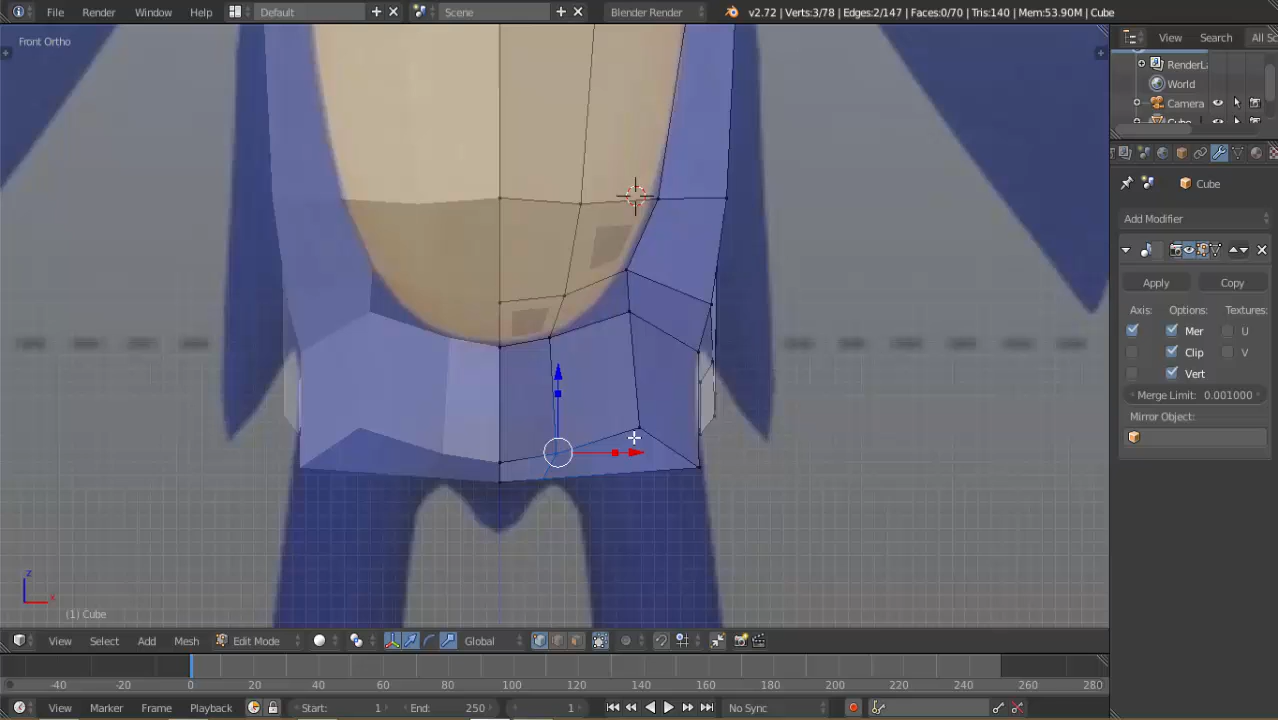 File Render Window Help Default Scene Blender Render v2.72 | Verts:3/78 | Edges:2/147 | Faces:0/70 | Tris:140 | Mem:53.90M | Cube
View Search All Sc
Front Ortho
RenderLa
World
Camera
Cube
Cube
Add Modifier
Apply Copy
Axis: Options: Textures:
Mer U
Clip V
Vert
Merge Limit: 0.001000
Mirror Object:
z
x
(1) Cube
View Select Add Mesh Edit Mode Global
-40 -20 0 20 40 60 80 100 120 140 160 180 200 220 240 260 280
View Marker Frame Playback Start: 1 End: 250 1 No Sync